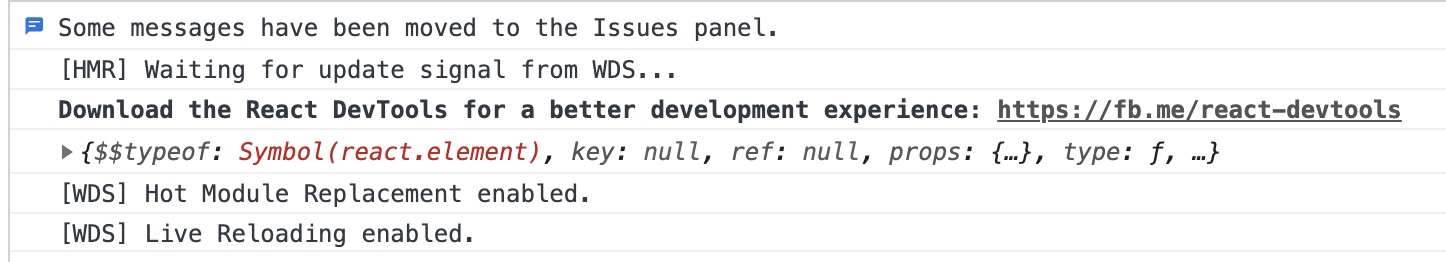 Some messages have been moved to the Issues panel.
[HMR] Waiting for update signal from WDS...
Download the React DevTools for a better development experience: https://fb.me/react-devtools
▶{$$typeof: Symbol(react.element), key: null, ref: null, props: {…}, type: ƒ, …}
[WDS] Hot Module Replacement enabled.
[WDS] Live Reloading enabled.